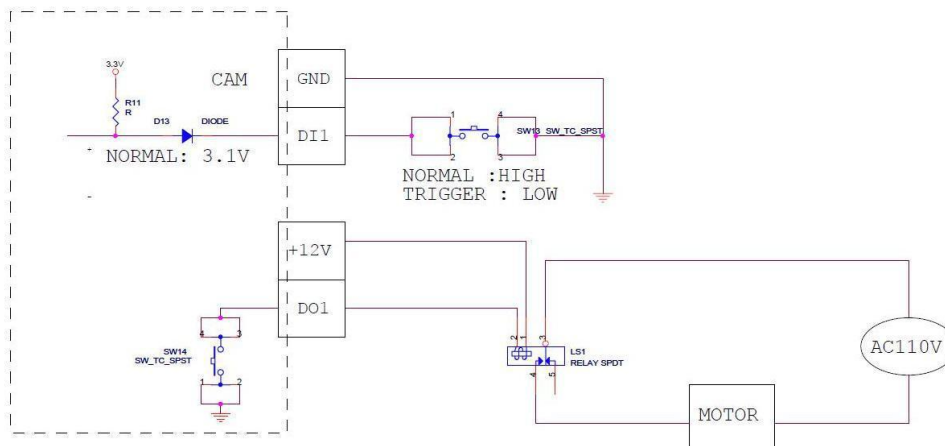 3.3V
CAM
GND
R11
R
D13
DIODE
DI1
1
4
SW13 SW_TC_SPST
+
NORMAL: 3.1V
2
3
-
NORMAL :HIGH
TRIGGER : LOW
+12V
DO1
2
1
3
4
3
SW14
SW_TC_SPST
LS1
RELAY SPDT
AC110V
4
5
1
2
MOTOR